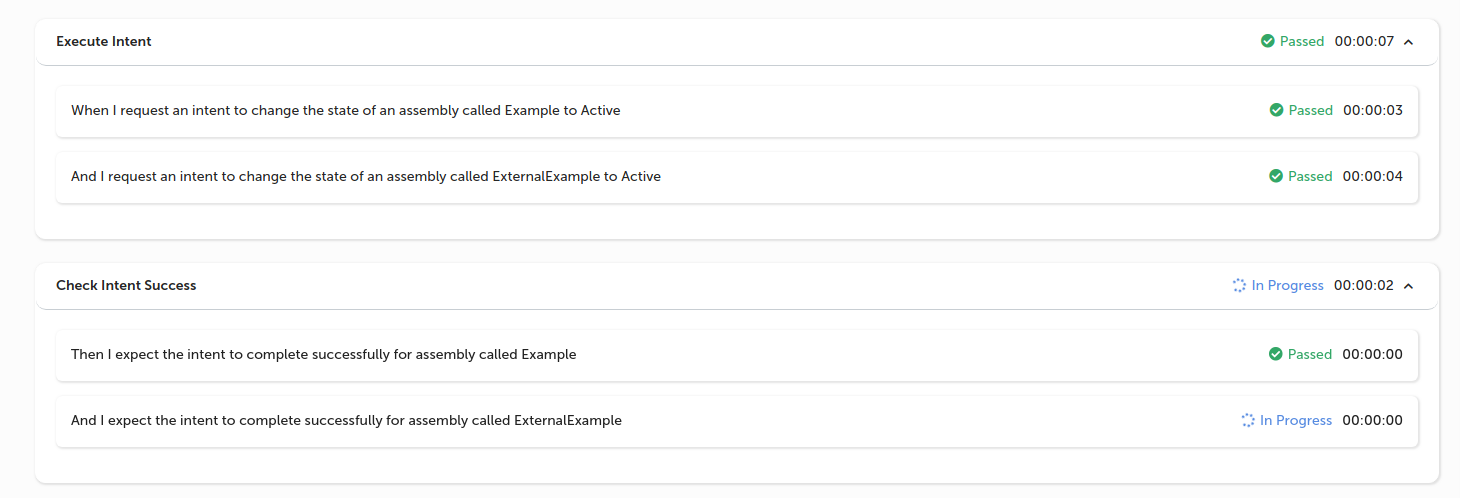 Execute Intent Passed 00:00:07
When I request an intent to change the state of an assembly called Example to Active Passed 00:00:03
And I request an intent to change the state of an assembly called ExternalExample to Active Passed 00:00:04
Check Intent Success In Progress 00:00:02
Then I expect the intent to complete successfully for assembly called Example Passed 00:00:00
And I expect the intent to complete successfully for assembly called ExternalExample In Progress 00:00:00